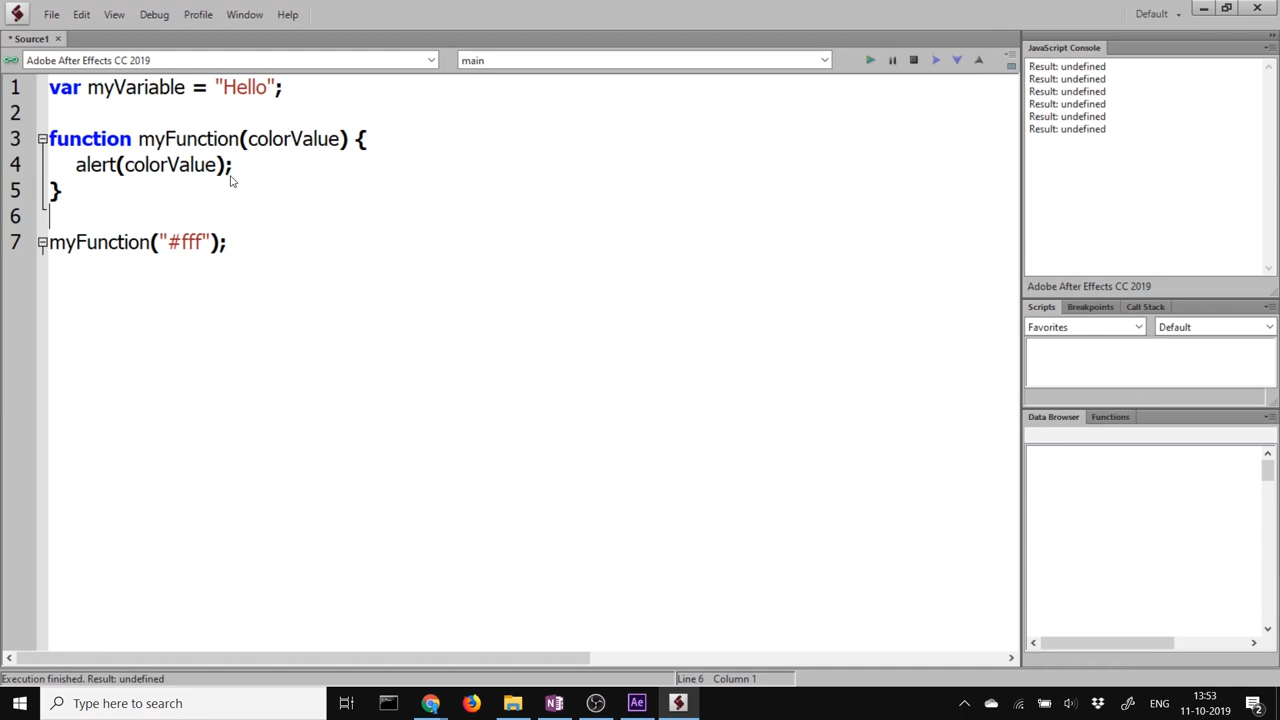 File Edit View Debug Profile Window Help Default
* Source1
Adobe After Effects CC 2019 main
1 var myVariable = "Hello";
2
3 function myFunction(colorValue) {
4 alert(colorValue);
5 }
6
7 myFunction("#fff");
JavaScript Console
Result: undefined
Result: undefined
Result: undefined
Result: undefined
Result: undefined
Result: undefined
Adobe After Effects CC 2019
Scripts Breakpoints Call Stack
Favorites Default
Data Browser Functions
Execution finished. Result: undefined Line 6 Column 1
Type here to search
Ae
ENG
13:53
11-10-2019
2